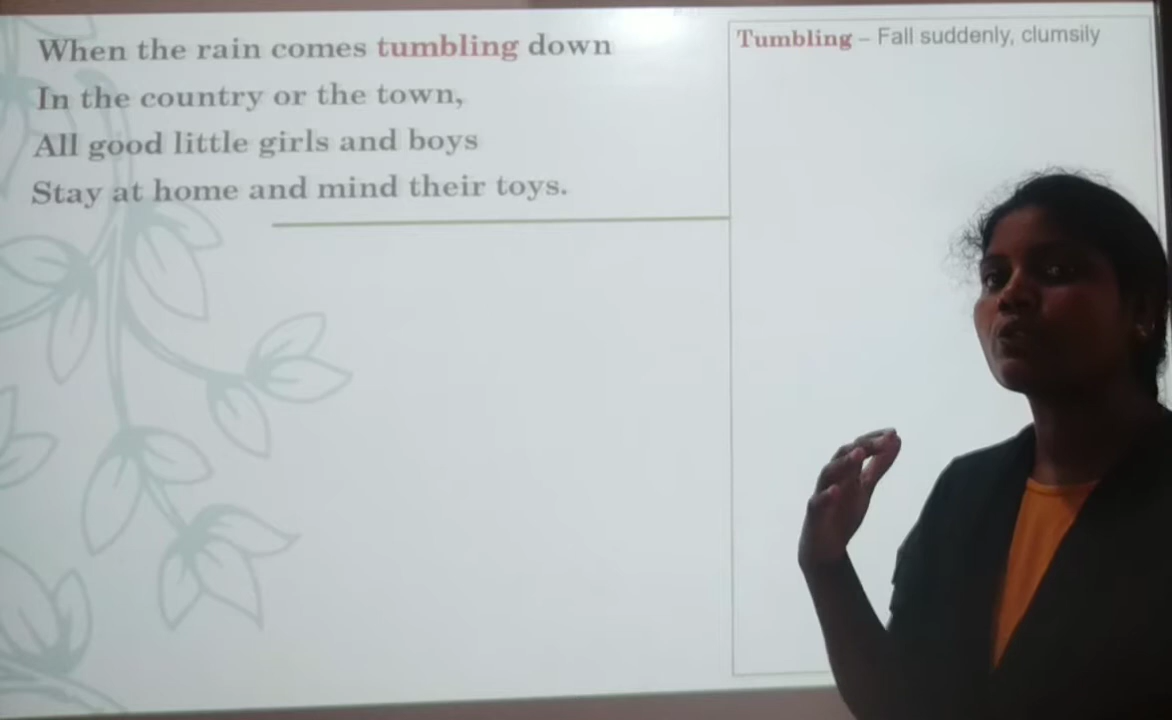 When the rain comes tumbling down
In the country or the town,
All good little girls and boys
Stay at home and mind their toys.
Tumbling – Fall suddenly, clumsily